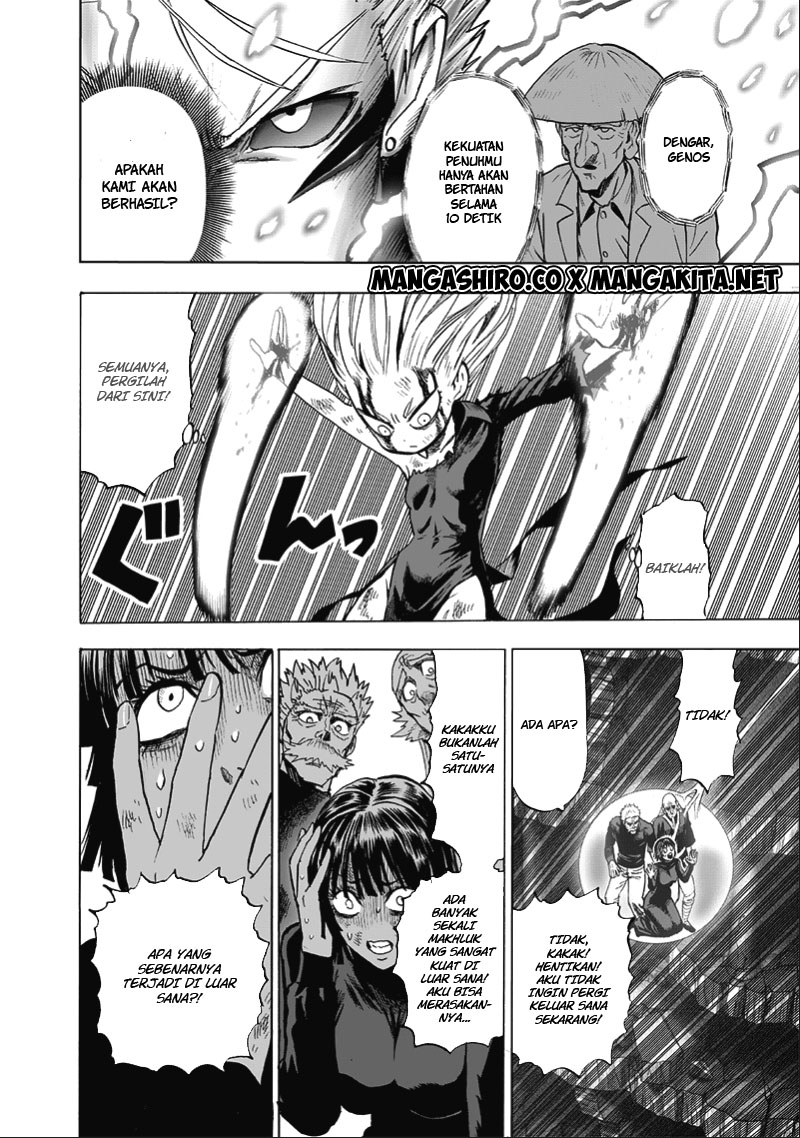 DENGAR,
GENOS
KEKUATAN
PENUHMU
HANYA AKAN
BERTAHAN
SELAMA
10 DETIK
APAKAH
KAMI AKAN
BERHASIL?
MANGASHIRO.CO X MANGAKITA.NET
SEMUANYA,
PERGILAH
DARI SINI!
ぐんっ
BAIKLAH!
TIDAK!
ADA APA?
TIDAK,
KAKAK!
HENTIKAN!
AKU TIDAK
INGIN PERGI
KELUAR SANA
SEKARANG!
KAKAKKU
BUKANLAH
SATU-
SATUNYA
ADA
BANYAK
SEKALI
MAKHLUK
YANG SANGAT
KUAT DI
LUAR SANA!
AKU BISA
MERASAKAN-
NYA...
APA YANG
SEBENARNYA
TERJADI DI LUAR
SANA?!